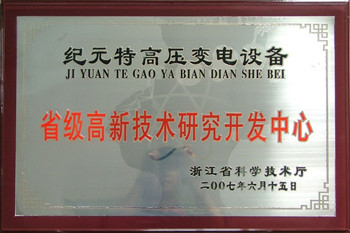 纪元特高压变电设备
JI YUAN TE GAO YA BIAN DIAN SHE BEI
省级高新技术研究开发中心
浙江省科学技术厅
二00七年六月十五日